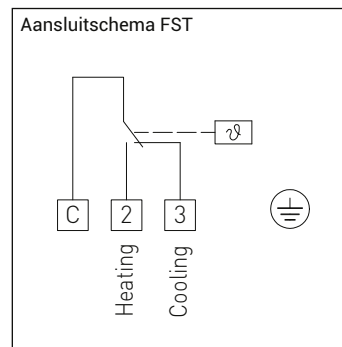 Aansluitschema FST
ϑ
C 2 3
Heating
Cooling